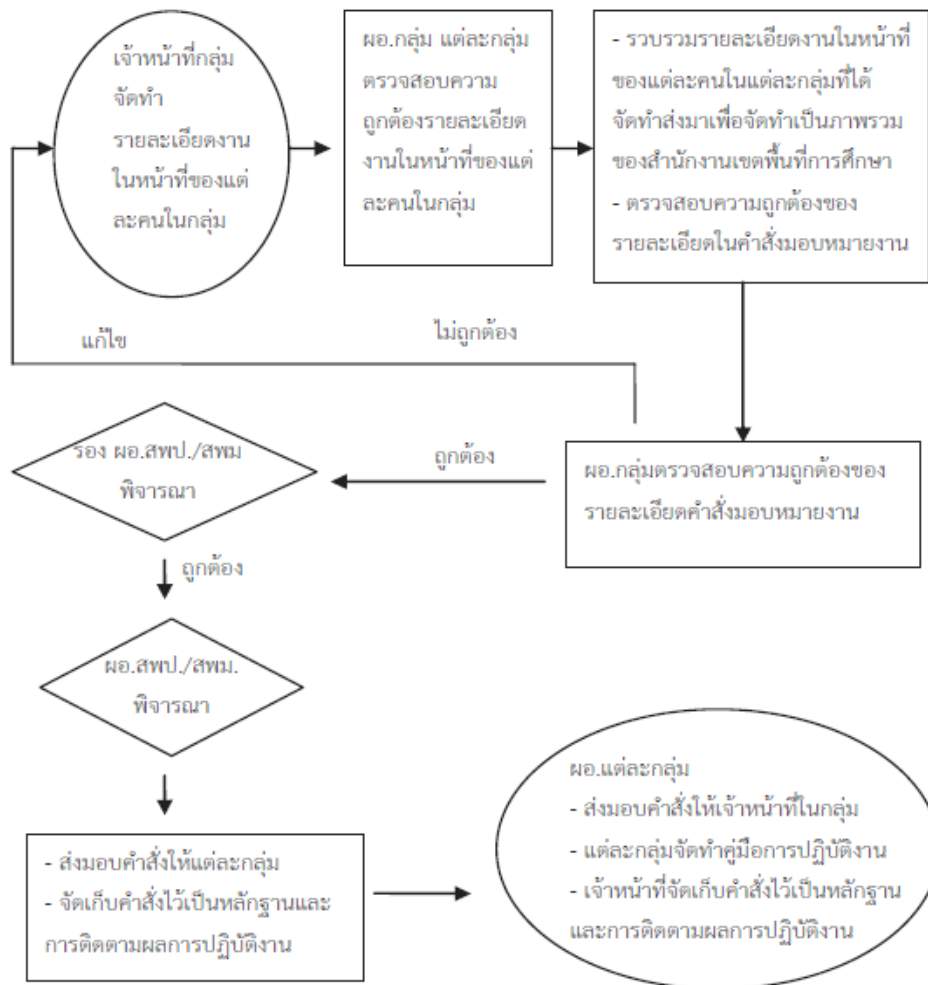 เจ้าหน้าที่กลุ่ม
จัดทำ
รายละเอียดงาน
ในหน้าที่ของแต่
ละคนในกลุ่ม
ผอ.กลุ่ม แต่ละกลุ่ม
ตรวจสอบความ
ถูกต้องรายละเอียด
งานในหน้าที่ของแต่
ละคนในกลุ่ม
- รวบรวมรายละเอียดงานในหน้าที่
ของแต่ละคนในแต่ละกลุ่มที่ได้
จัดทำส่งมาเพื่อจัดทำเป็นภาพรวม
ของสำนักงานเขตพื้นที่การศึกษา
- ตรวจสอบความถูกต้องของ
รายละเอียดในคำสั่งมอบหมายงาน
แก้ไข
ไม่ถูกต้อง
รอง ผอ.สพป./สพม
พิจารณา
ถูกต้อง
ผอ.กลุ่มตรวจสอบความถูกต้องของ
รายละเอียดคำสั่งมอบหมายงาน
ถูกต้อง
ผอ.สพป./สพม.
พิจารณา
- ส่งมอบคำสั่งให้แต่ละกลุ่ม
- จัดเก็บคำสั่งไว้เป็นหลักฐานและ
การติดตามผลการปฏิบัติงาน
ผอ.แต่ละกลุ่ม
- ส่งมอบคำสั่งให้เจ้าหน้าที่ในกลุ่ม
- แต่ละกลุ่มจัดทำคู่มือการปฏิบัติงาน
- เจ้าหน้าที่จัดเก็บคำสั่งไว้เป็นหลักฐาน
และการติดตามผลการปฏิบัติงาน